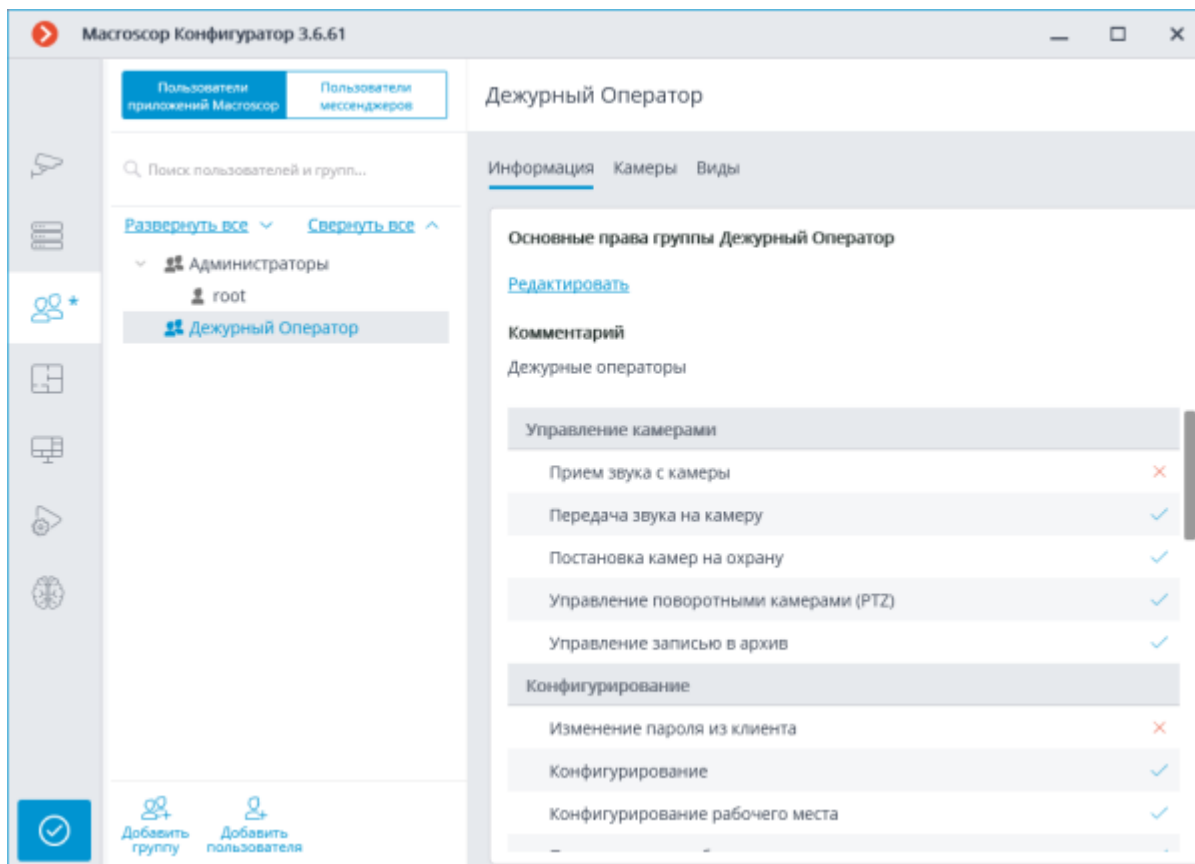 Macroscop Конфигуратор 3.6.61
Пользователи
приложений Macroscop
Пользователи
мессенджеров
Поиск пользователей и групп...
Развернуть все
Свернуть все
Администраторы
root
Дежурный Оператор
Добавить
группу
Добавить
пользователя
Дежурный Оператор
Информация Камеры Виды
Основные права группы Дежурный Оператор
Редактировать
Комментарий
Дежурные операторы
Управление камерами
Прием звука с камеры
Передача звука на камеру
Постановка камер на охрану
Управление поворотными камерами (PTZ)
Управление записью в архив
Конфигурирование
Изменение пароля из клиента
Конфигурирование
Конфигурирование рабочего места